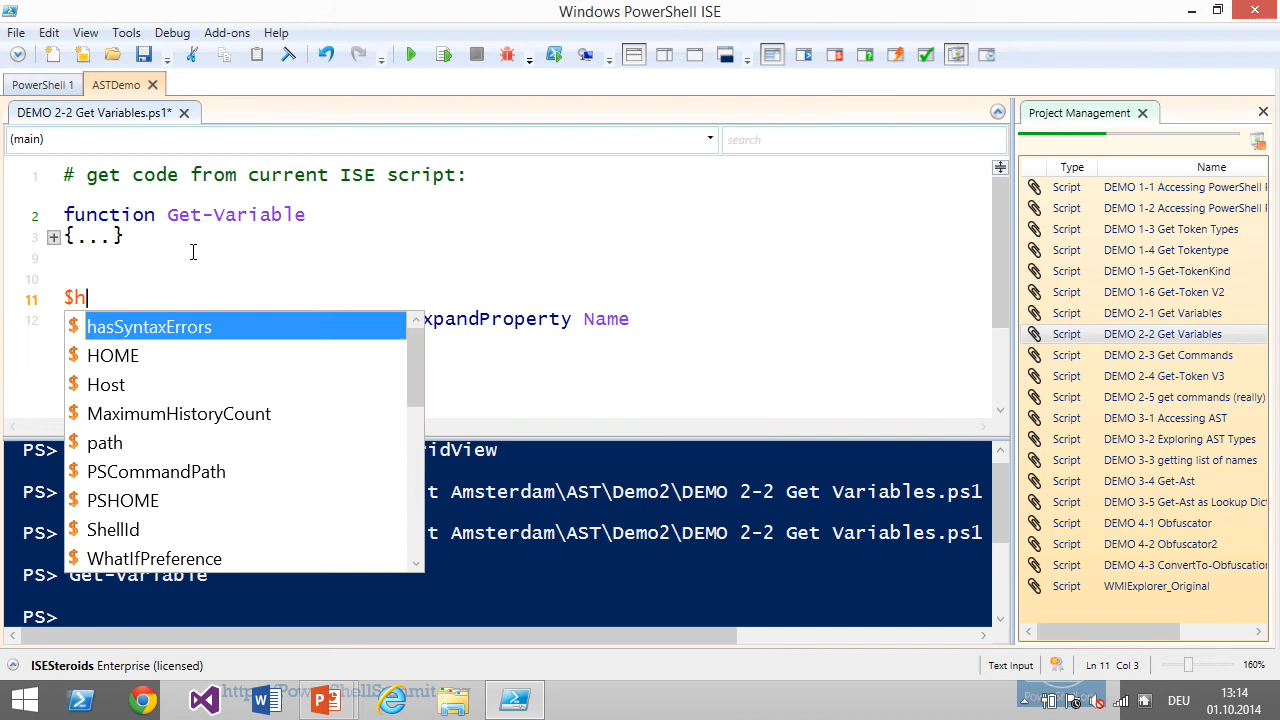 Windows PowerShell ISE
File Edit View Tools Debug Add-ons Help
PowerShell 1 ASTDemo
DEMO 2-2 Get Variables.ps1*
(main)
search
1 # get code from current ISE script:
2 function Get-Variable
3 {...}
9
10
11 $h
12 xpandProperty Name
hasSyntaxErrors
HOME
Host
MaximumHistoryCount
path
PSCommandPath
PSHOME
ShellId
WhatIfPreference
PS> ridView
PS> t Amsterdam\AST\Demo2\DEMO 2-2 Get Variables.ps1
PS> t Amsterdam\AST\Demo2\DEMO 2-2 Get Variables.ps1
PS> Get-Variable
PS>
Project Management
Type Name
Script DEMO 1-1 Accessing PowerShell
Script DEMO 1-2 Accessing PowerShell
Script DEMO 1-3 Get Token Types
Script DEMO 1-4 Get Tokentype
Script DEMO 1-5 Get-TokenKind
Script DEMO 1-6 Get-Token V2
Script DEMO 2-1 Get Variables
Script DEMO 2-2 Get Variables
Script DEMO 2-3 Get Commands
Script DEMO 2-4 Get-Token V3
Script DEMO 2-5 get commands (really)
Script DEMO 3-1 Accessing AST
Script DEMO 3-2 Exploring AST Types
Script DEMO 3-3 getting list of names
Script DEMO 3-4 Get-Ast
Script DEMO 3-5 Get-Ast as Lookup Dic
Script DEMO 4-1 Obfuscator
Script DEMO 4-2 Obfuscator2
Script DEMO 4-3 ConvertTo-Obfuscation
Script WMIExplorer_Original
ISESteroids Enterprise (licensed)
Text Input
Ln 11 Col 3
160%
DEU
13:14
01.10.2014